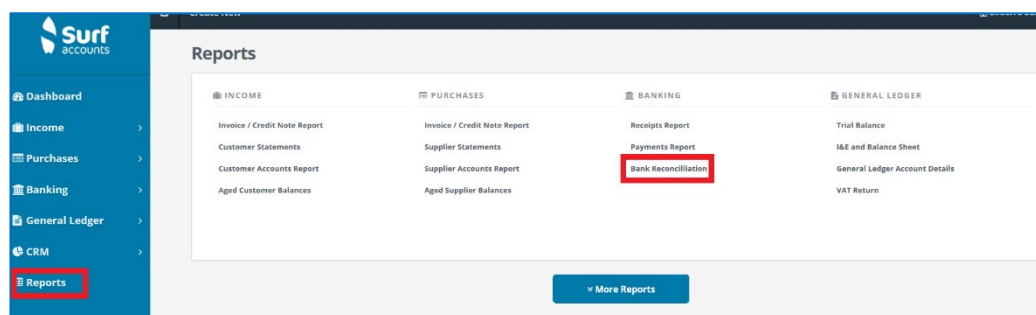 Surf
accounts
Dashboard
Income
Purchases
Banking
General Ledger
CRM
Reports
Create New
Reports
INCOME
Invoice / Credit Note Report
Customer Statements
Customer Accounts Report
Aged Customer Balances
PURCHASES
Invoice / Credit Note Report
Supplier Statements
Supplier Accounts Report
Aged Supplier Balances
BANKING
Receipts Report
Payments Report
Bank Reconcilliation
GENERAL LEDGER
Trial Balance
I&E and Balance Sheet
General Ledger Account Details
VAT Return
More Reports